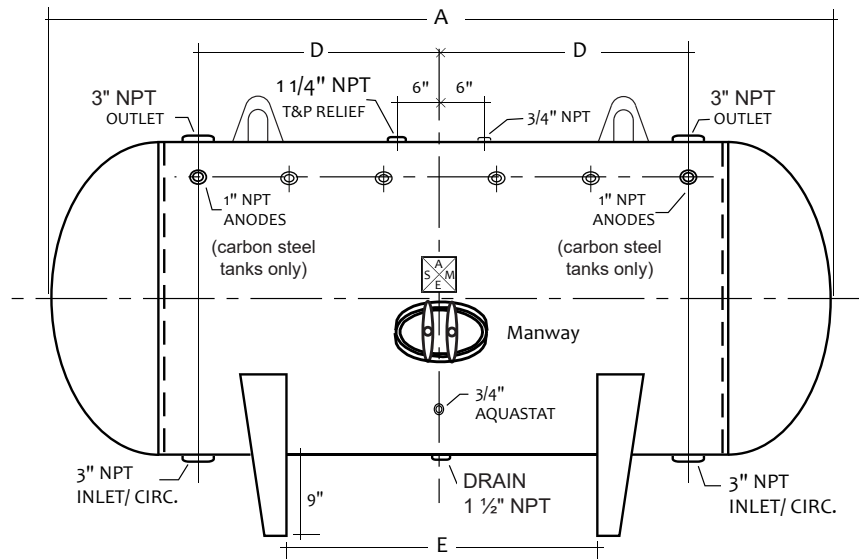 A
D
D
6"
6"
1 1/4" NPT
T&P RELIEF
3/4" NPT
3" NPT
OUTLET
3" NPT
OUTLET
1" NPT
ANODES
(carbon steel
tanks only)
1" NPT
ANODES
(carbon steel
tanks only)
A
S M
E
Manway
3/4"
AQUASTAT
3" NPT
INLET/ CIRC.
9"
DRAIN
1 ½" NPT
3" NPT
INLET/ CIRC.
E